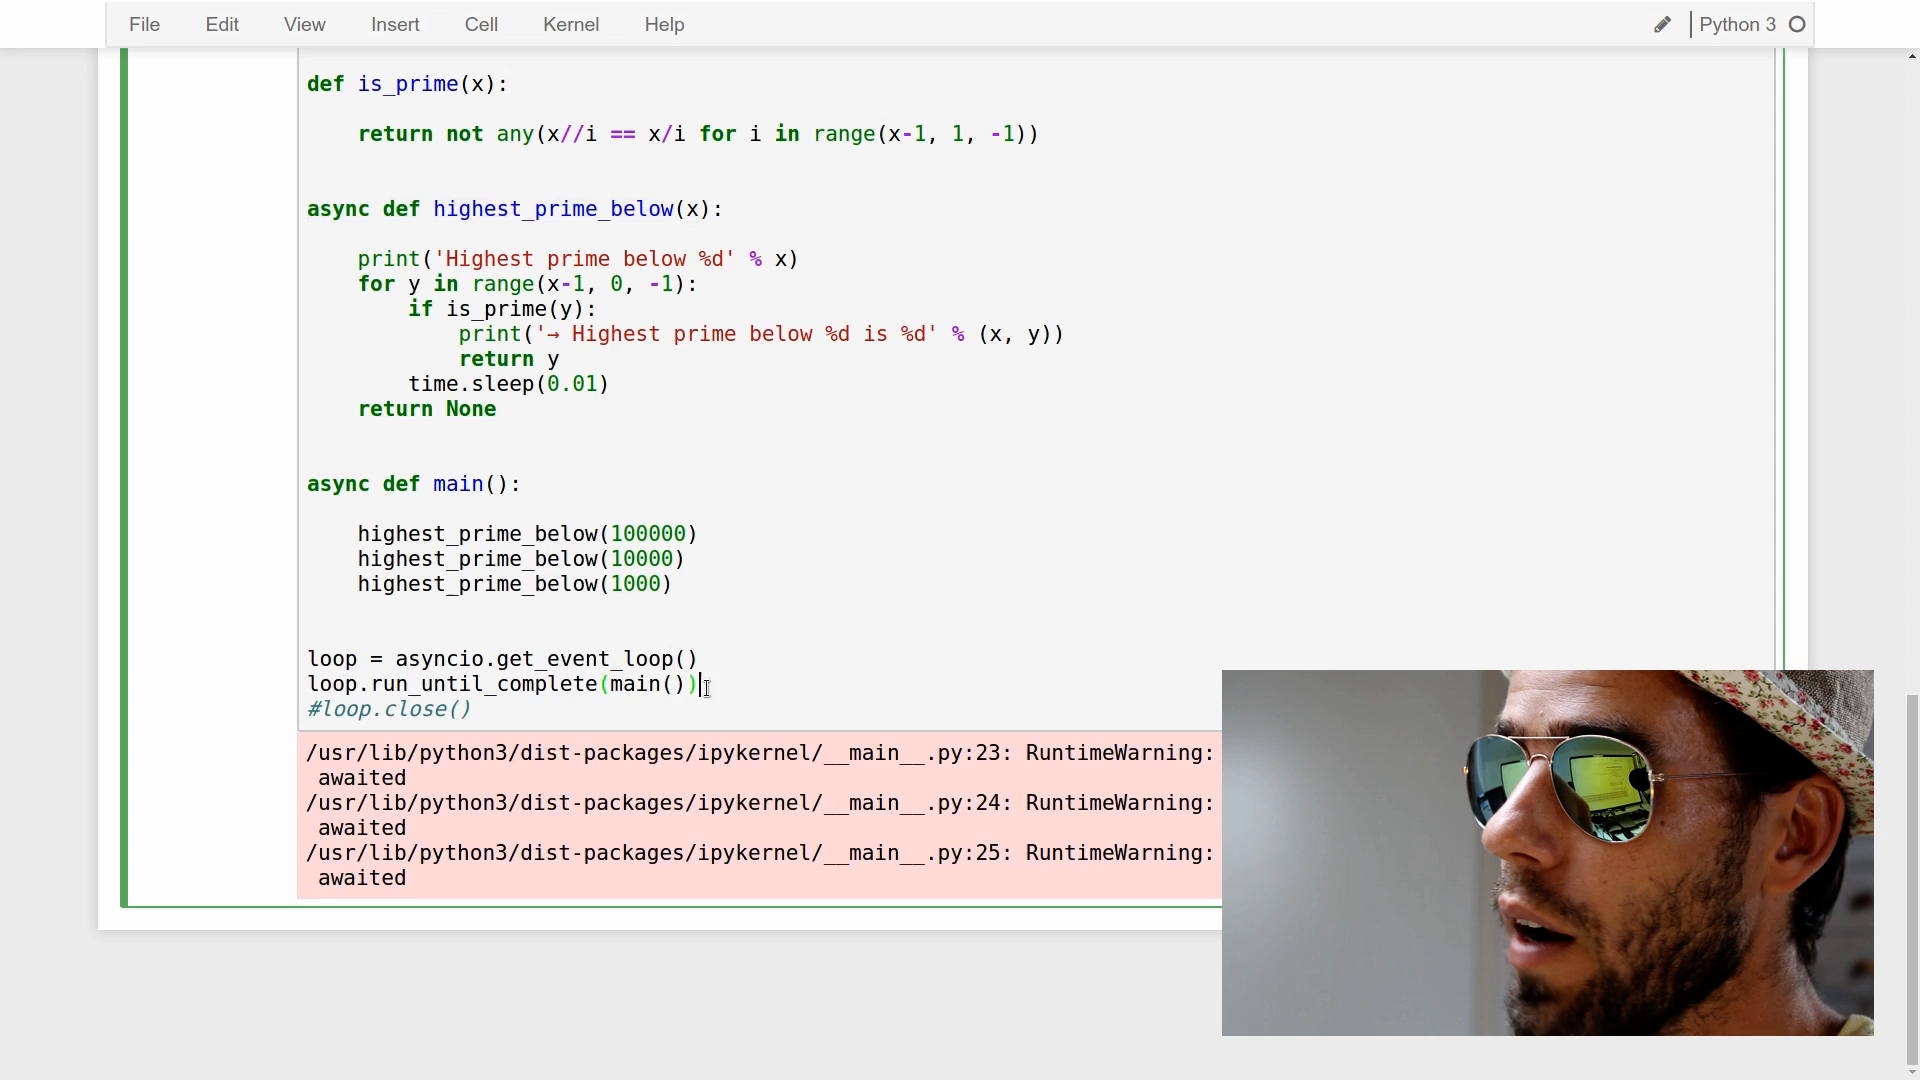 File Edit View Insert Cell Kernel Help Python 3
def is_prime(x):
return not any(x//i == x/i for i in range(x-1, 1, -1))
async def highest_prime_below(x):
print('Highest prime below %d' % x)
for y in range(x-1, 0, -1):
if is_prime(y):
print('→ Highest prime below %d is %d' % (x, y))
return y
time.sleep(0.01)
return None
async def main():
highest_prime_below(100000)
highest_prime_below(10000)
highest_prime_below(1000)
loop = asyncio.get_event_loop()
loop.run_until_complete(main())
#loop.close()
/usr/lib/python3/dist-packages/ipykernel/__main__.py:23: RuntimeWarning:
awaited
/usr/lib/python3/dist-packages/ipykernel/__main__.py:24: RuntimeWarning:
awaited
/usr/lib/python3/dist-packages/ipykernel/__main__.py:25: RuntimeWarning:
awaited